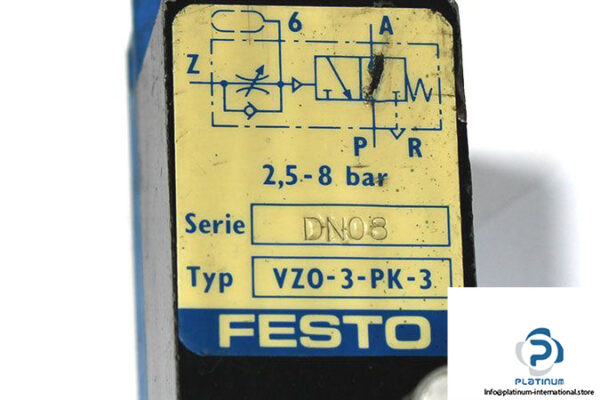 6 A
Z
P R
2,5-8 bar
Serie DN08
Typ VZO-3-PK-3
FESTO
PLATINUM
info@platinum-international.store